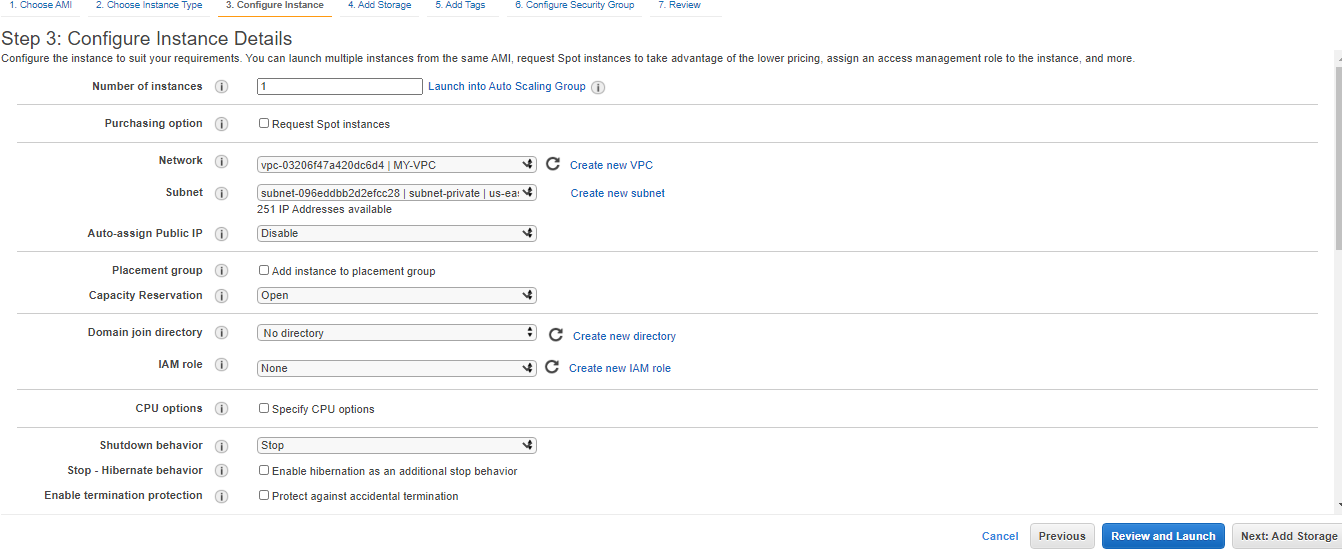 1. Choose AMI 2. Choose Instance Type 3. Configure Instance 4. Add Storage 5. Add Tags 6. Configure Security Group 7. Review
Step 3: Configure Instance Details
Configure the instance to suit your requirements. You can launch multiple instances from the same AMI, request Spot instances to take advantage of the lower pricing, assign an access management role to the instance, and more.
Number of instances i 1 Launch into Auto Scaling Group i
Purchasing option i Request Spot instances
Network i vpc-03206f47a420dc6d4 | MY-VPC Create new VPC
Subnet i subnet-096eddbb2d2efcc28 | subnet-private | us-eas Create new subnet
251 IP Addresses available
Auto-assign Public IP i Disable
Placement group i Add instance to placement group
Capacity Reservation i Open
Domain join directory i No directory Create new directory
IAM role i None Create new IAM role
CPU options i Specify CPU options
Shutdown behavior i Stop
Stop - Hibernate behavior i Enable hibernation as an additional stop behavior
Enable termination protection i Protect against accidental termination
Cancel Previous Review and Launch Next: Add Storage